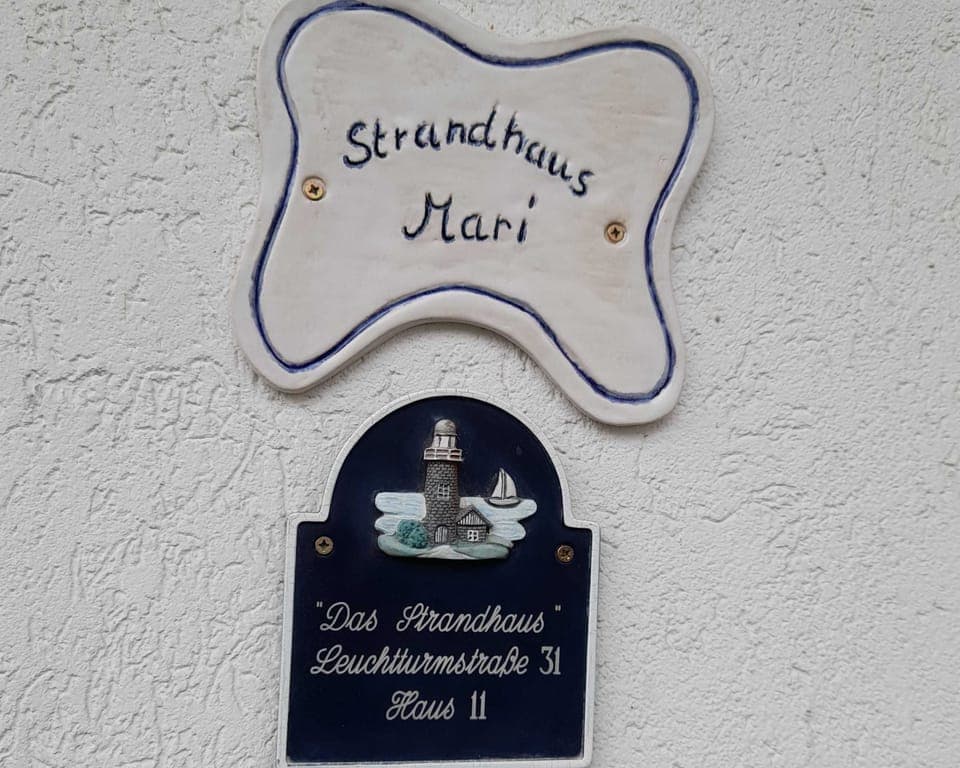 Strandhaus
Mari
"Das Strandhaus"
Leuchtturmstraße 31
Haus 11